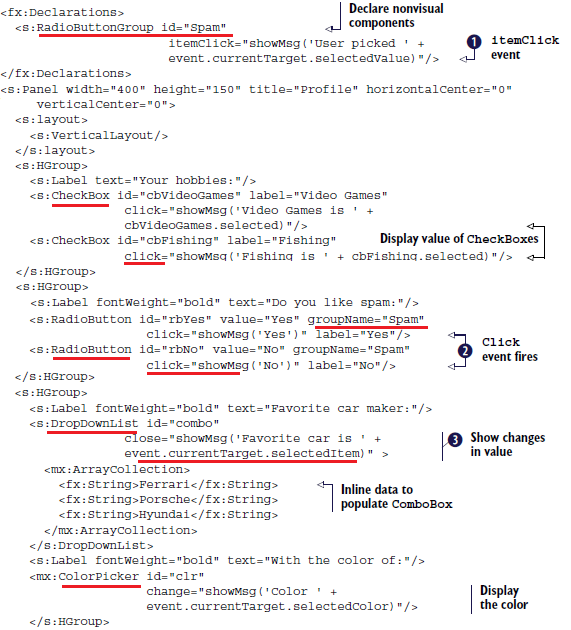 <fx:Declarations>
Declare nonvisual
components
<s:RadioButtonGroup id="Spam"
itemClick="showMsg('User picked ' +
event.currentTarget.selectedValue)"/>
1 itemClick
event
</fx:Declarations>
<s:Panel width="400" height="150" title="Profile" horizontalCenter="0"
verticalCenter="0">
<s:layout>
<s:VerticalLayout/>
</s:layout>
<s:HGroup>
<s:Label text="Your hobbies:"/>
<s:CheckBox id="cbVideoGames" label="Video Games"
click="showMsg('Video Games is ' +
cbVideoGames.selected)"/>
<s:CheckBox id="cbFishing" label="Fishing"
Display value of CheckBoxes
click="showMsg('Fishing is ' + cbFishing.selected)"/>
</s:HGroup>
<s:HGroup>
<s:Label fontWeight="bold" text="Do you like spam:"/>
<s:RadioButton id="rbYes" value="Yes" groupName="Spam"
click="showMsg('Yes')" label="Yes"/>
<s:RadioButton id="rbNo" value="No" groupName="Spam"
click="showMsg('No')" label="No"/>
2 Click
event fires
</s:HGroup>
<s:HGroup>
<s:Label fontWeight="bold" text="Favorite car maker:"/>
<s:DropDownList id="combo"
close="showMsg('Favorite car is ' +
event.currentTarget.selectedItem)" >
3 Show changes
in value
<mx:ArrayCollection>
<fx:String>Ferrari</fx:String>
<fx:String>Porsche</fx:String>
<fx:String>Hyundai</fx:String>
Inline data to
populate ComboBox
</mx:ArrayCollection>
</s:DropDownList>
<s:Label fontWeight="bold" text="With the color of:"/>
<mx:ColorPicker id="clr"
change="showMsg('Color ' +
event.currentTarget.selectedColor)"/>
Display
the color
</s:HGroup>